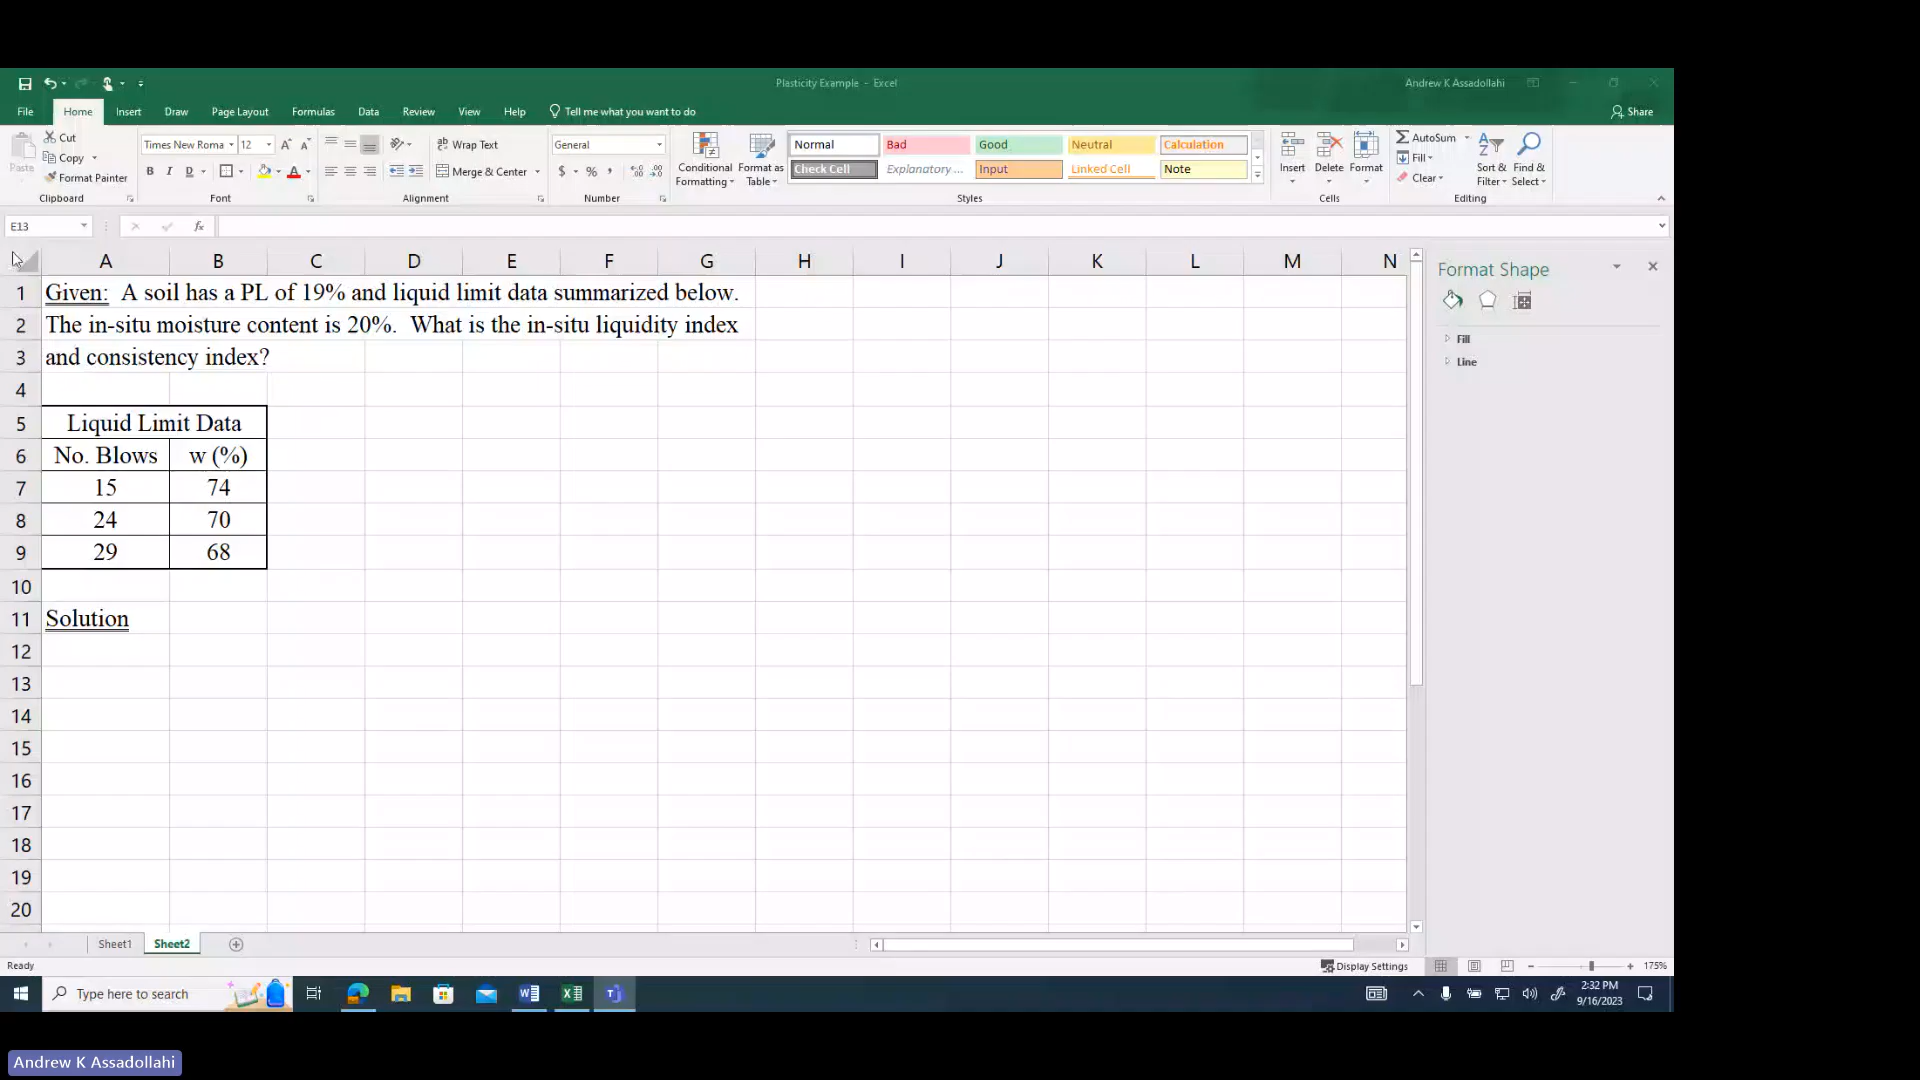 Plasticity Example - Excel
Andrew K Assadollahi
File Home Insert Draw Page Layout Formulas Data Review View Help Tell me what you want to do
Share
Paste
Cut
Copy
Format Painter
Clipboard
Times New Roma 12
B I D
Font
Wrap Text
Merge & Center
Alignment
General
$ % ,
Number
Conditional Formatting
Format as Table
Normal Bad Good Neutral Calculation
Check Cell Explanatory ... Input Linked Cell Note
Styles
Insert Delete Format
Cells
AutoSum
Fill
Clear
Sort & Filter
Find & Select
Editing
E13
fx
A B C D E F G H I J K L M N
1 Given: A soil has a PL of 19% and liquid limit data summarized below.
2 The in-situ moisture content is 20%. What is the in-situ liquidity index
3 and consistency index?
4
5 Liquid Limit Data
6 No. Blows w (%)
7 15 74
8 24 70
9 29 68
10
11 Solution
12
13
14
15
16
17
18
19
20
Format Shape
Fill
Line
Sheet1 Sheet2
Ready
Display Settings
175%
Type here to search
2:32 PM
9/16/2023
Andrew K Assadollahi